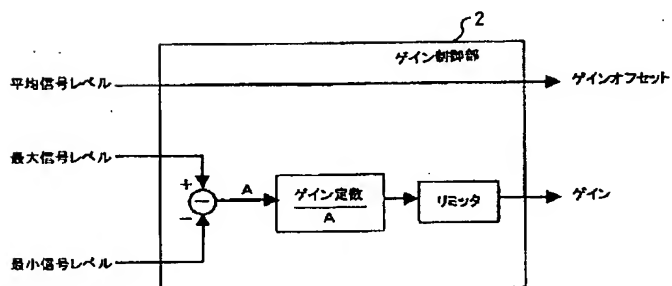 2
ゲイン制御部
平均信号レベル
ゲインオフセット
最大信号レベル
+
−
A
ゲイン定数
A
リミッタ
ゲイン
−
最小信号レベル